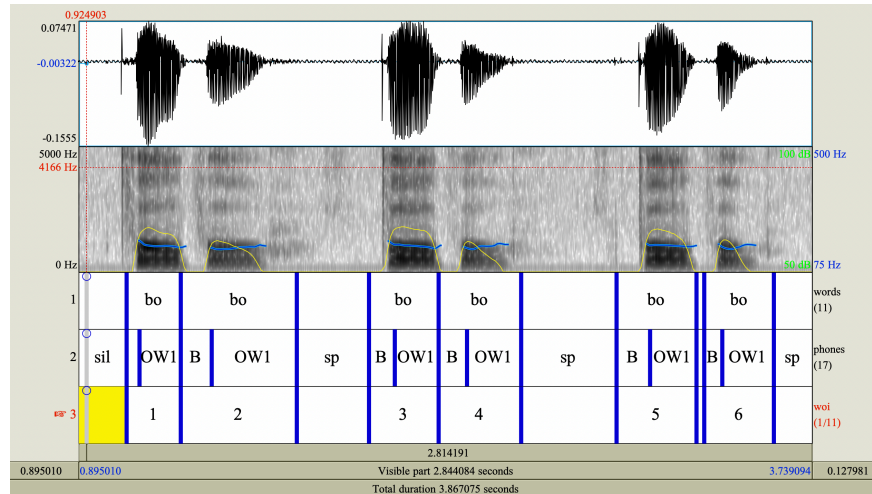 0.924903
0.07471
-0.00322
-0.1555
5000 Hz 100 dB 500 Hz
4166 Hz
0 Hz 50 dB 75 Hz
1 bo bo bo bo bo bo words
(11)
2 sil OW1 B OW1 sp B OW1 B OW1 sp B OW1 B OW1 sp phones
(17)
3 1 2 3 4 5 6 woi
(1/11)
2.814191
0.895010 0.895010 Visible part 2.844084 seconds 3.739094 0.127981
Total duration 3.867075 seconds